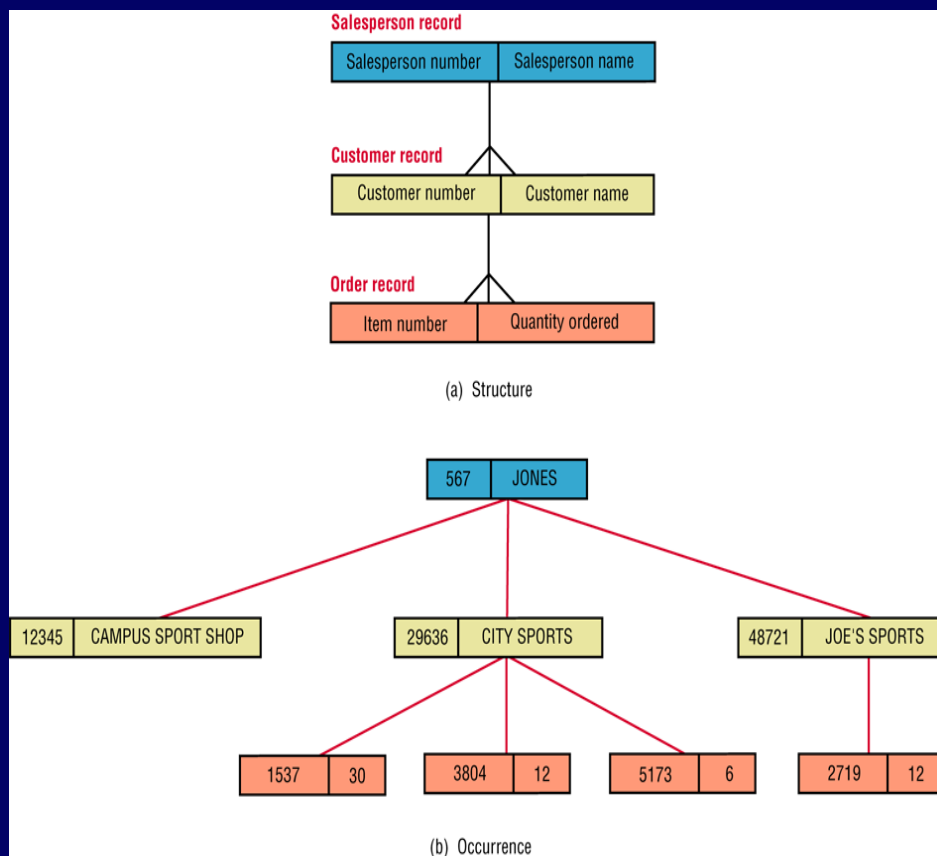 Salesperson record
Salesperson number Salesperson name
Customer record
Customer number Customer name
Order record
Item number Quantity ordered
(a) Structure
567 JONES
12345 CAMPUS SPORT SHOP 29636 CITY SPORTS 48721 JOE'S SPORTS
1537 30 3804 12 5173 6 2719 12
(b) Occurrence